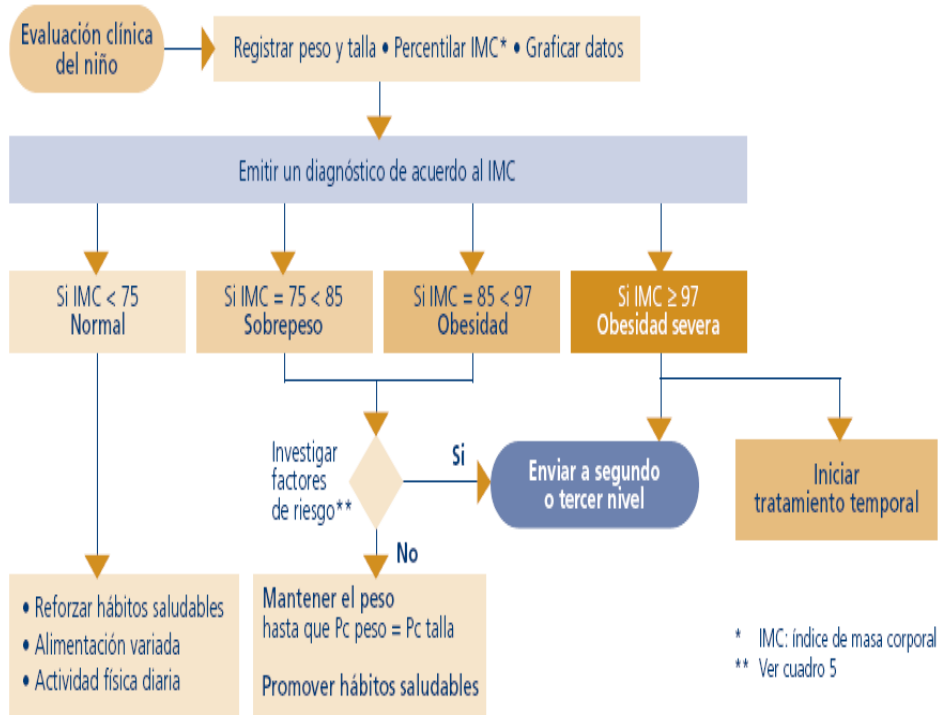 Evaluación clínica
del niño
Registrar peso y talla • Percentilar IMC* • Graficar datos
Emitir un diagnóstico de acuerdo al IMC
Si IMC < 75
Normal
Si IMC = 75 < 85
Sobrepeso
Si IMC = 85 < 97
Obesidad
Si IMC ≥ 97
Obesidad severa
Investigar
factores
de riesgo**
Si
No
Enviar a segundo
o tercer nivel
Iniciar
tratamiento temporal
• Reforzar hábitos saludables
• Alimentación variada
• Actividad física diaria
Mantener el peso
hasta que Pc peso = Pc talla
Promover hábitos saludables
* IMC: índice de masa corporal
** Ver cuadro 5